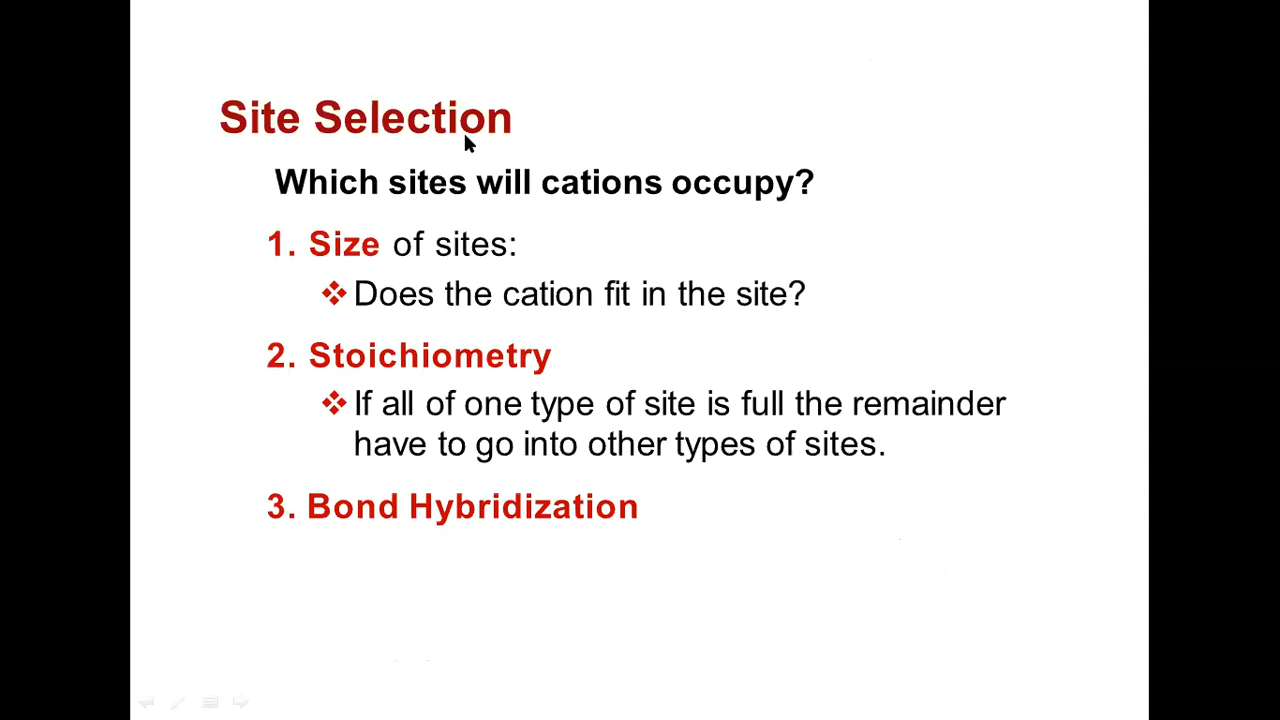 Site Selection
Which sites will cations occupy?
1. Size of sites:
❖ Does the cation fit in the site?
2. Stoichiometry
❖ If all of one type of site is full the remainder
have to go into other types of sites.
3. Bond Hybridization